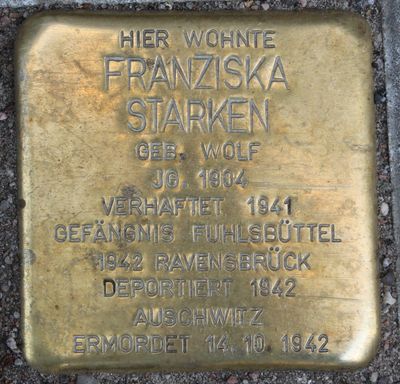 HIER WOHNTE
FRANZISKA
STARKEN
GEB. WOLF
JG. 1904
VERHAFTET 1941
GEFÄNGNIS FUHLSBÜTTEL
1942 RAVENSBRÜCK
DEPORTIERT 1942
AUSCHWITZ
ERMORDET 14.10.1942